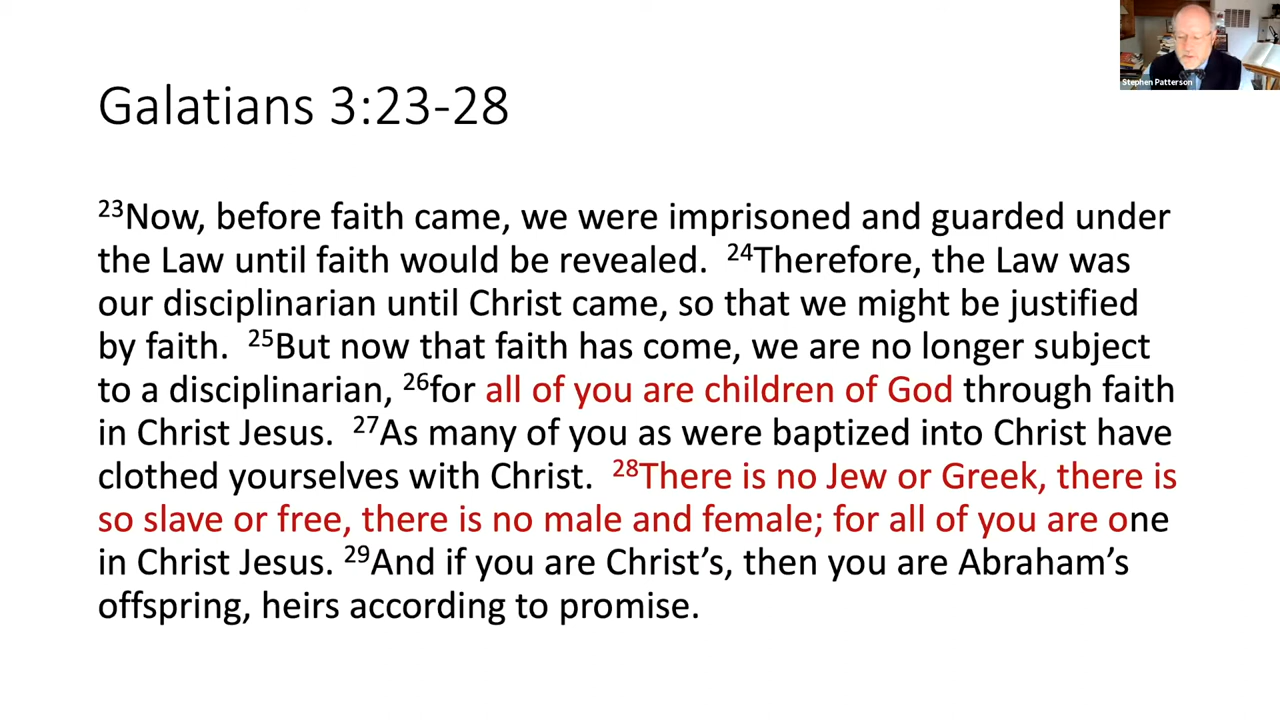 Stephen Patterson
Galatians 3:23-28
23Now, before faith came, we were imprisoned and guarded under
the Law until faith would be revealed. 24Therefore, the Law was
our disciplinarian until Christ came, so that we might be justified
by faith. 25But now that faith has come, we are no longer subject
to a disciplinarian, 26for all of you are children of God through faith
in Christ Jesus. 27As many of you as were baptized into Christ have
clothed yourselves with Christ. 28There is no Jew or Greek, there is
so slave or free, there is no male and female; for all of you are one
in Christ Jesus. 29And if you are Christ’s, then you are Abraham’s
offspring, heirs according to promise.